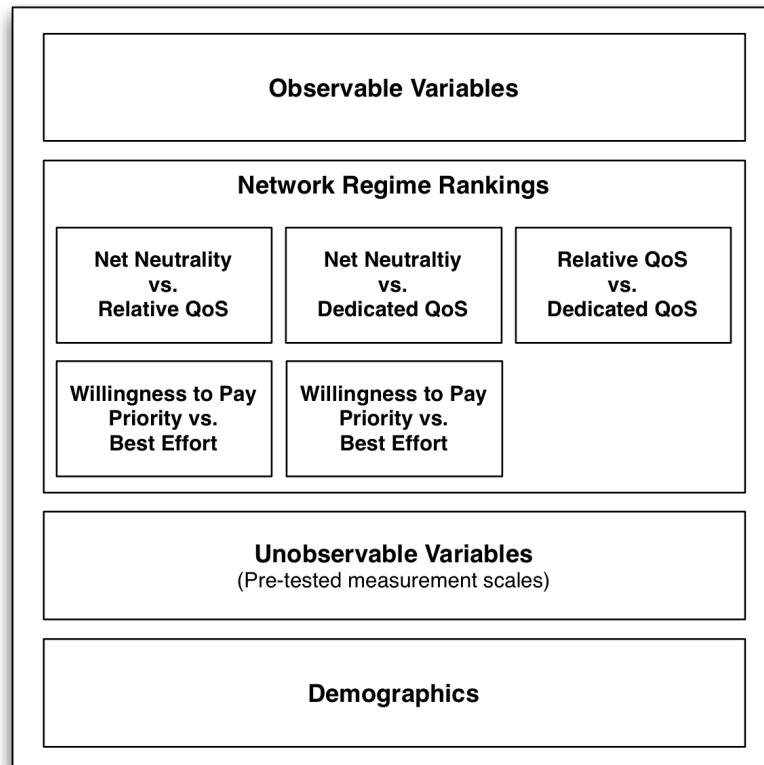 Observable Variables
Network Regime Rankings
Net Neutrality
vs.
Relative QoS
Net Neutraltiy
vs.
Dedicated QoS
Relative QoS
vs.
Dedicated QoS
Willingness to Pay
Priority vs.
Best Effort
Willingness to Pay
Priority vs.
Best Effort
Unobservable Variables
(Pre-tested measurement scales)
Demographics